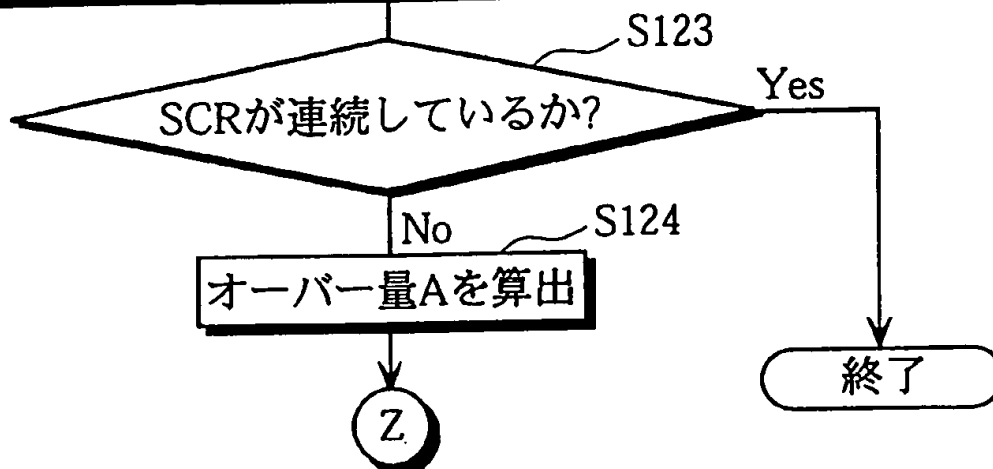 S123
SCRが連続しているか?
Yes
No
S124
オーバー量Aを算出
終了
Z